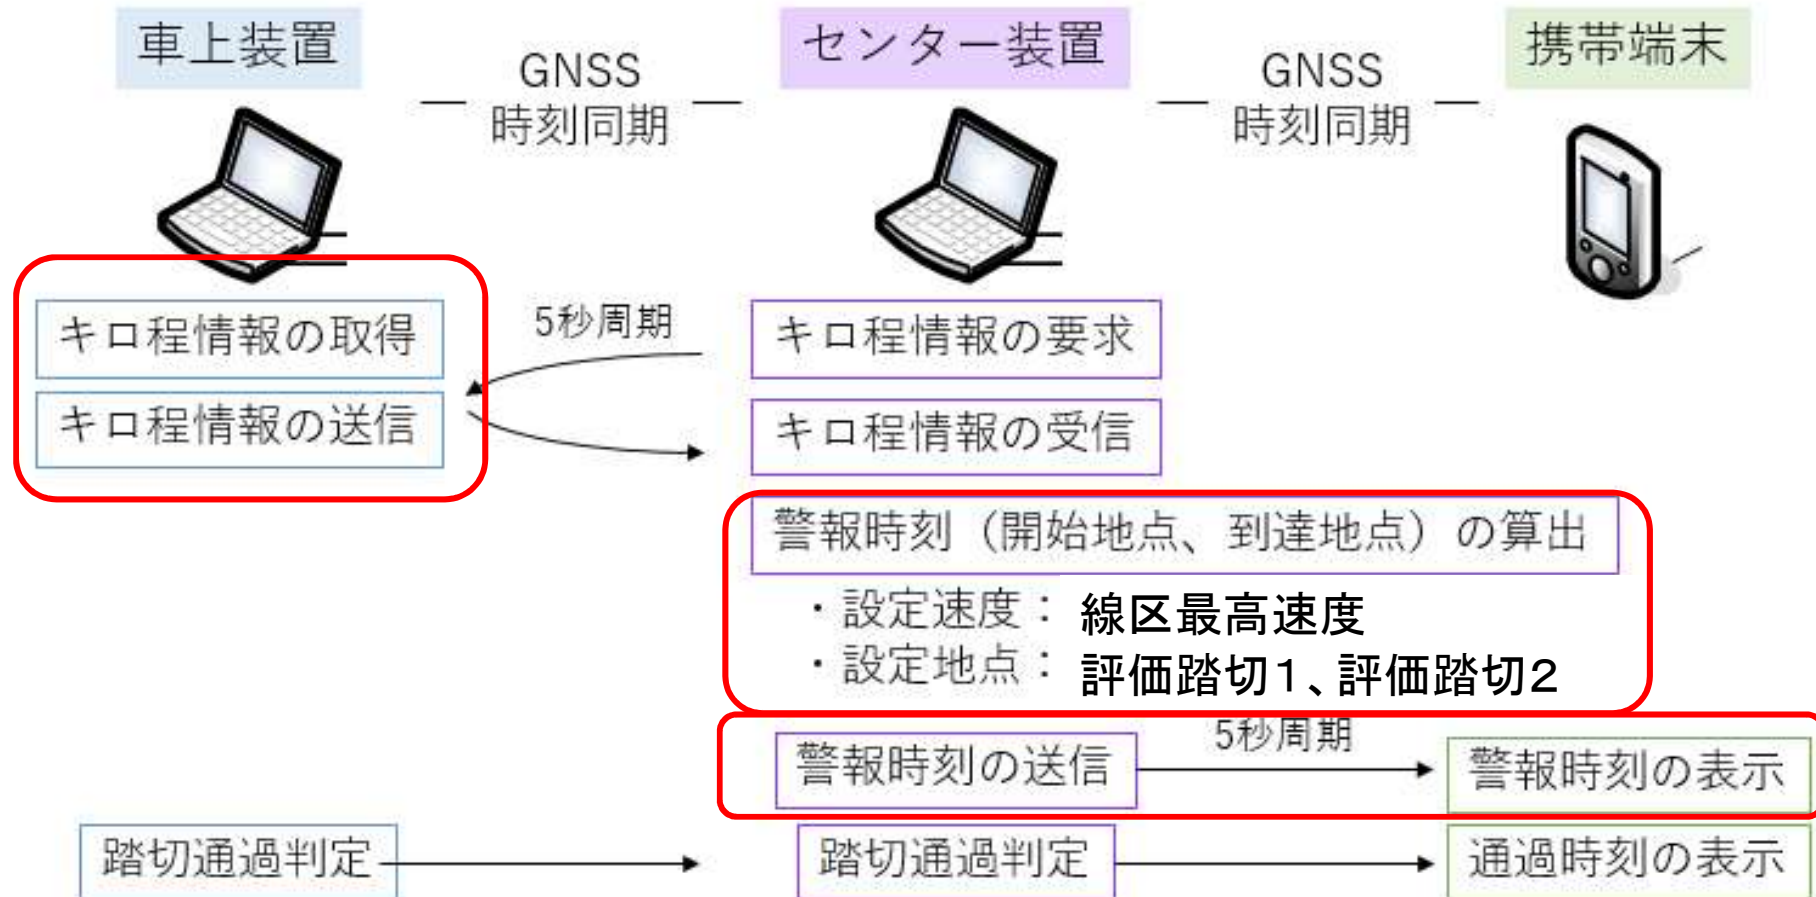 車上装置
センター装置
携帯端末
GNSS
時刻同期
GNSS
時刻同期
キロ程情報の取得
5秒周期
キロ程情報の要求
キロ程情報の送信
キロ程情報の受信
警報時刻（開始地点、到達地点）の算出
・設定速度： 線区最高速度
・設定地点： 評価踏切１、評価踏切２
警報時刻の送信
5秒周期
警報時刻の表示
踏切通過判定
踏切通過判定
通過時刻の表示